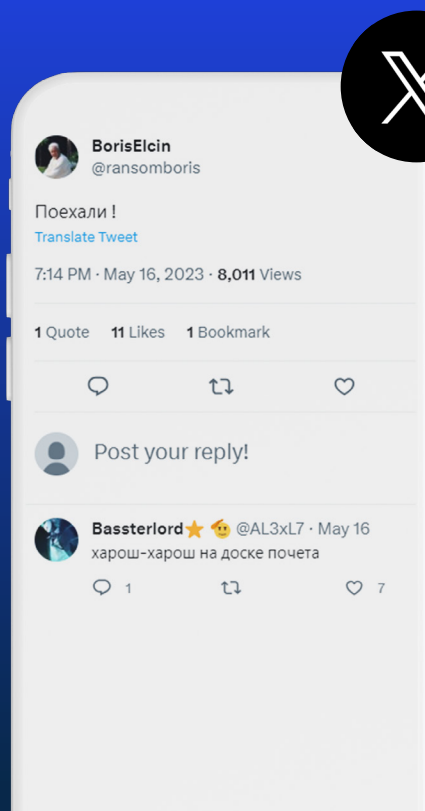 BorisElcin
@ransomboris
Поехали !
Translate Tweet
7:14 PM · May 16, 2023 · 8,011 Views
1 Quote 11 Likes 1 Bookmark
Post your reply!
Bassterlord⭐ 🫡 @AL3xL7 · May 16
харош-харош на доске почета
1 7